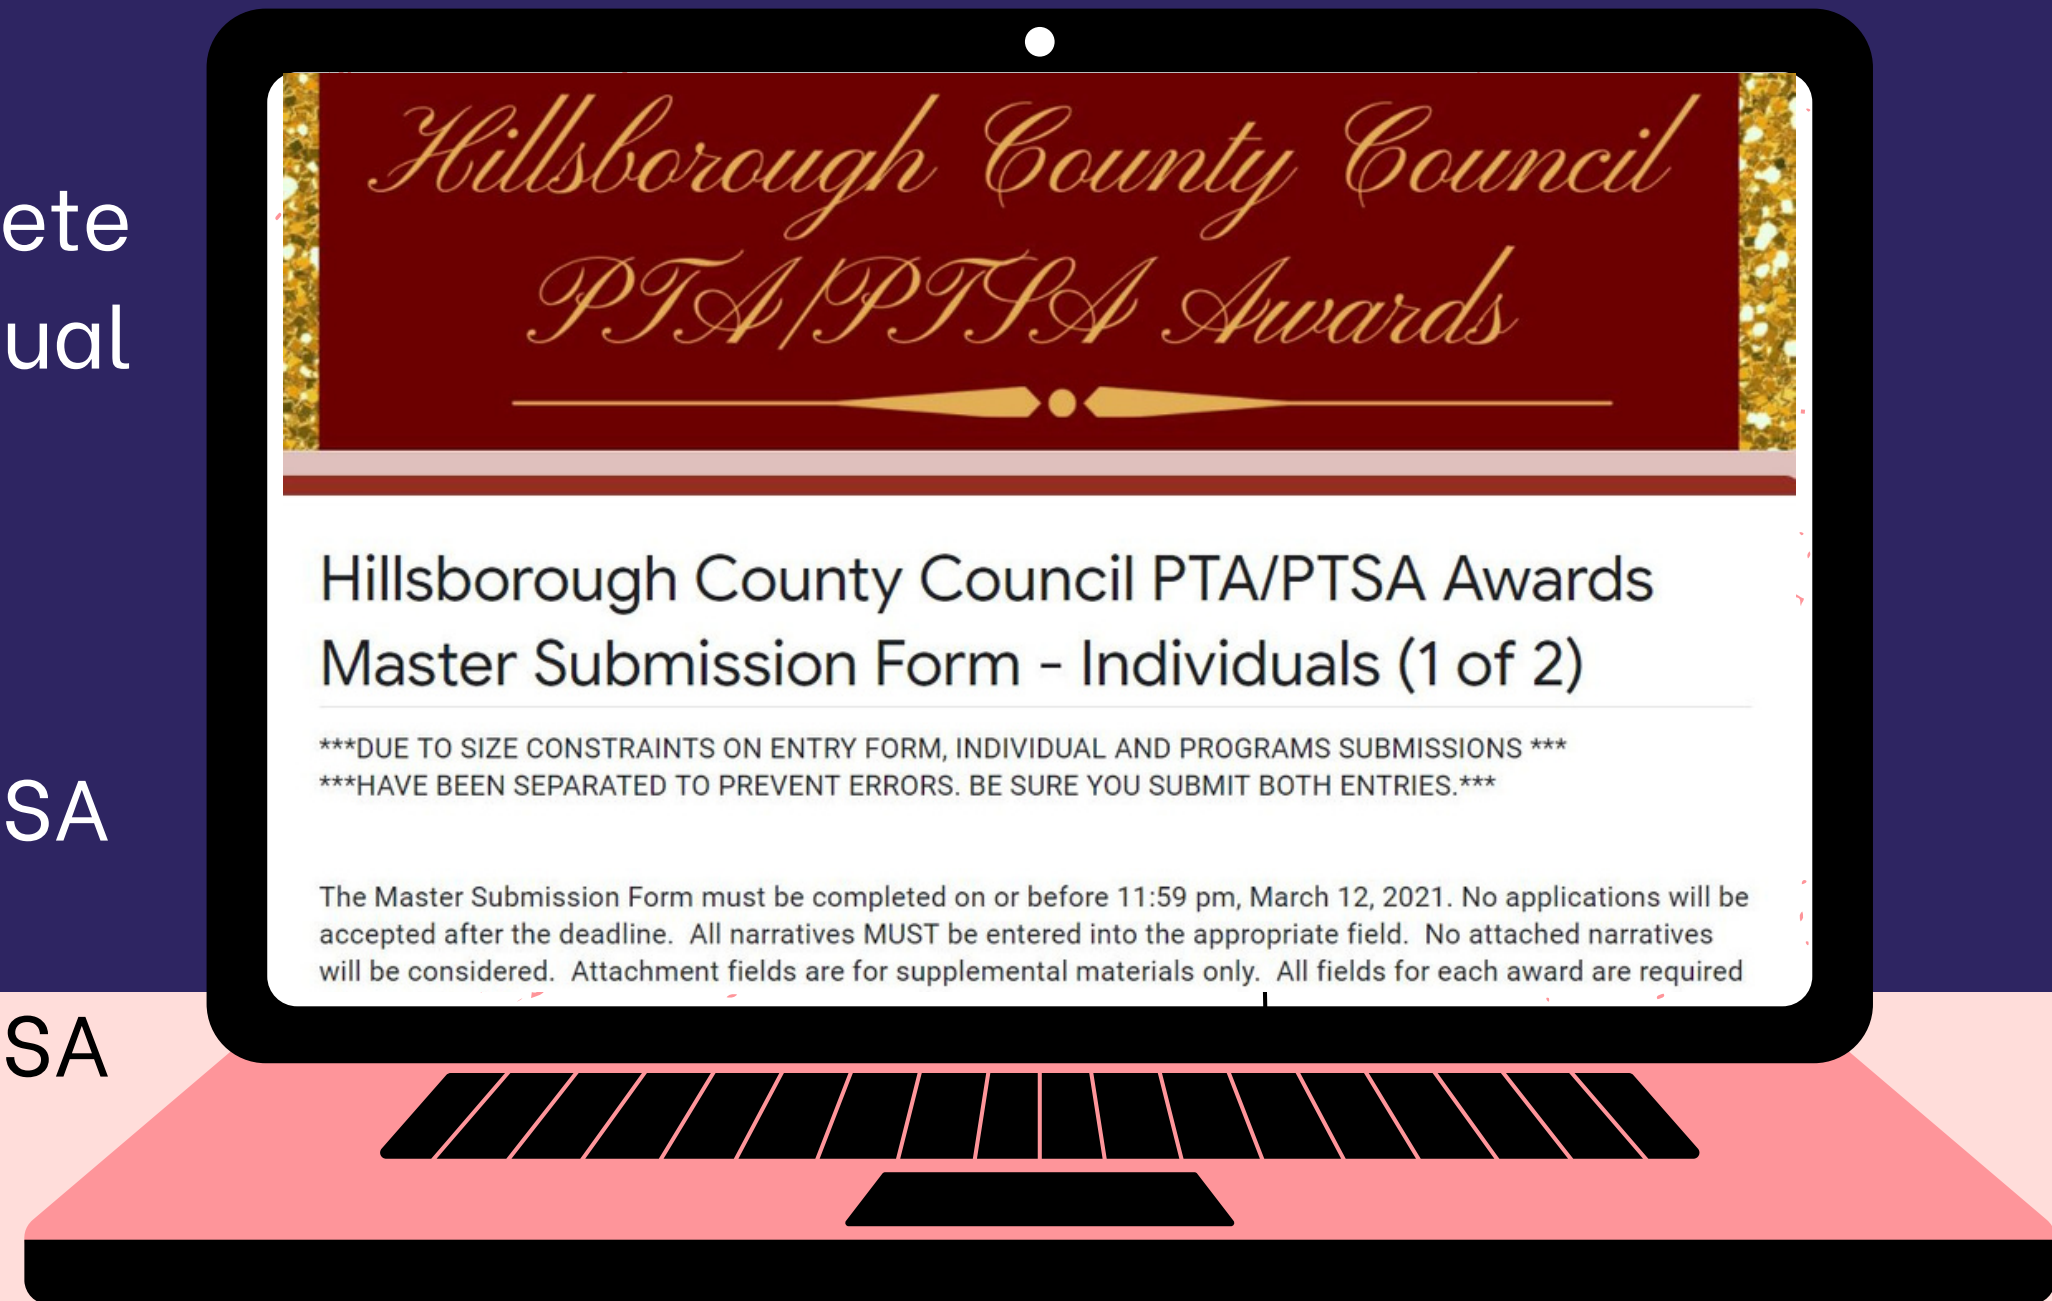 ete
ual
SA
SA
Hillsborough County Council
PTA/PTSA Awards
Hillsborough County Council PTA/PTSA Awards
Master Submission Form - Individuals (1 of 2)
***DUE TO SIZE CONSTRAINTS ON ENTRY FORM, INDIVIDUAL AND PROGRAMS SUBMISSIONS ***
***HAVE BEEN SEPARATED TO PREVENT ERRORS. BE SURE YOU SUBMIT BOTH ENTRIES.***
The Master Submission Form must be completed on or before 11:59 pm, March 12, 2021. No applications will be
accepted after the deadline.  All narratives MUST be entered into the appropriate field.  No attached narratives
will be considered.  Attachment fields are for supplemental materials only.  All fields for each award are required